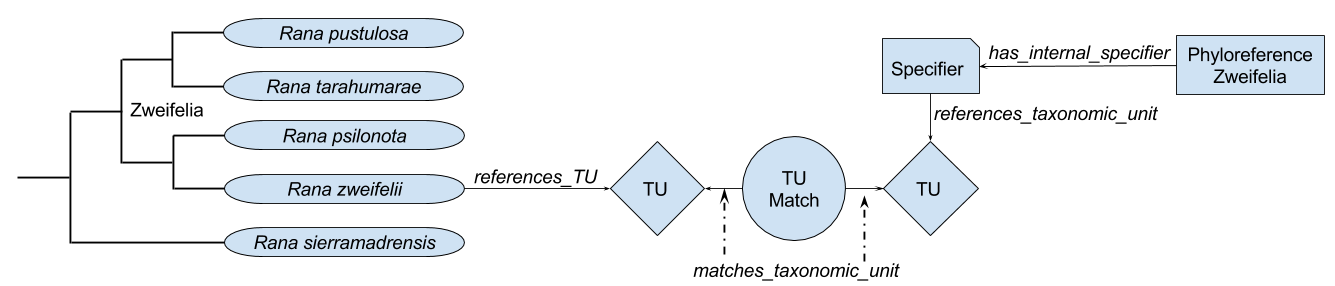 Rana pustulosa
Rana tarahumarae
Zweifelia
Rana psilonota
Rana zweifelii
Rana sierramadrensis
references_TU
TU
TU
Match
matches_taxonomic_unit
TU
references_taxonomic_unit
Specifier
has_internal_specifier
Phyloreference
Zweifelia